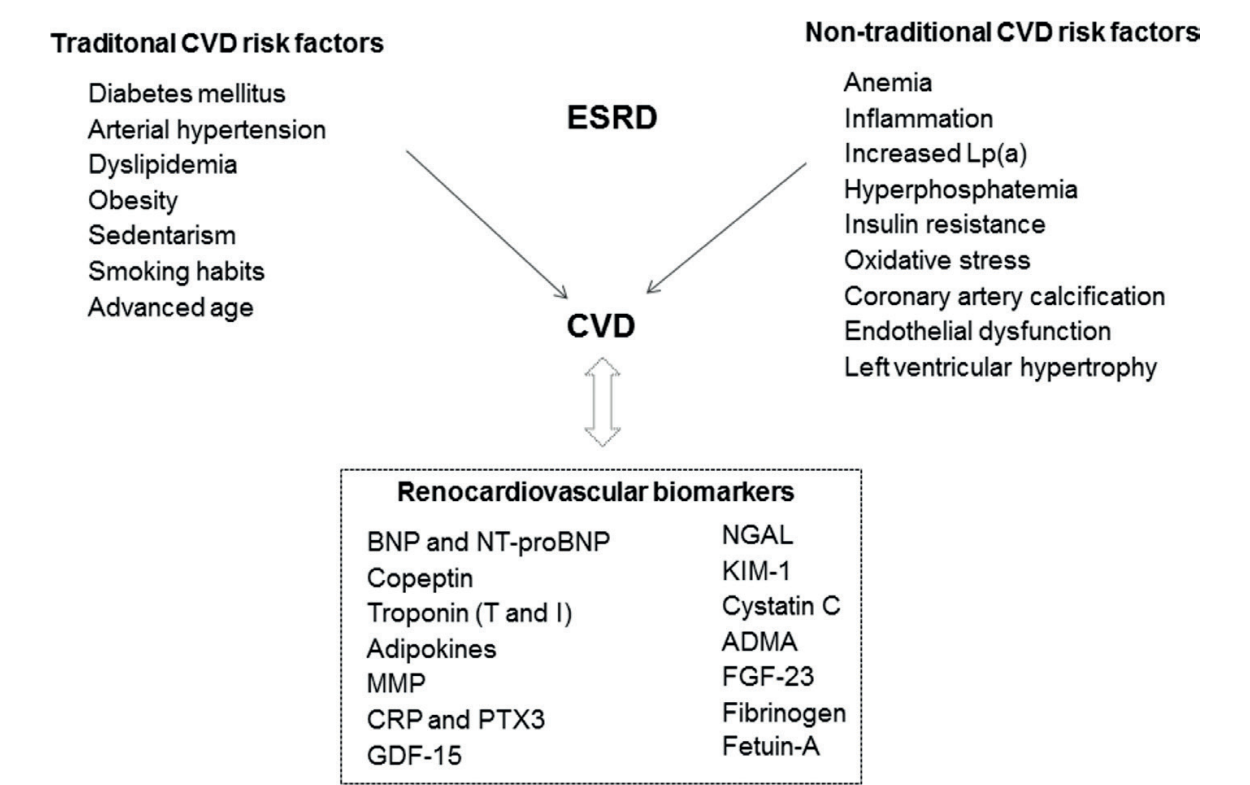 Traditonal CVD risk factors
Diabetes mellitus
Arterial hypertension
Dyslipidemia
Obesity
Sedentarism
Smoking habits
Advanced age
ESRD
Non-traditional CVD risk factors
Anemia
Inflammation
Increased Lp(a)
Hyperphosphatemia
Insulin resistance
Oxidative stress
Coronary artery calcification
Endothelial dysfunction
Left ventricular hypertrophy
CVD
Renocardiovascular biomarkers
BNP and NT-proBNP
Copeptin
Troponin (T and I)
Adipokines
MMP
CRP and PTX3
GDF-15
NGAL
KIM-1
Cystatin C
ADMA
FGF-23
Fibrinogen
Fetuin-A